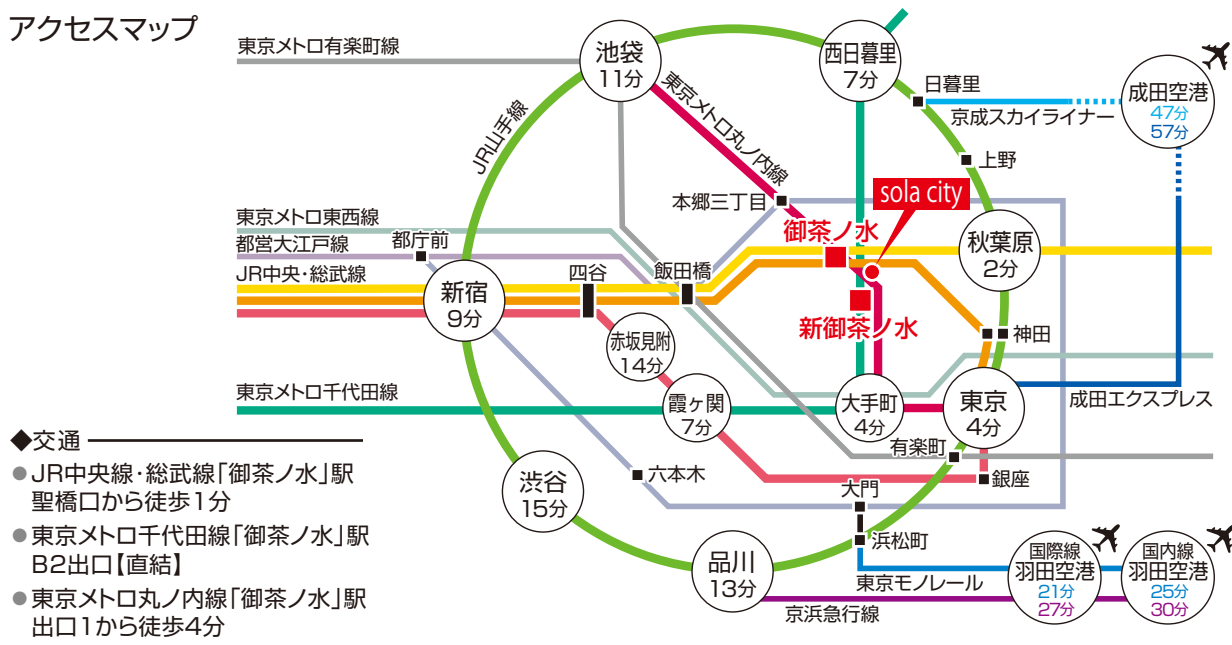 アクセスマップ
東京メトロ有楽町線
池袋
11分
西日暮里
7分
日暮里
京成スカイライナー
成田空港
47分
57分
JR山手線
東京メトロ丸ノ内線
上野
本郷三丁目
sola city
東京メトロ東西線
都営大江戸線
都庁前
JR中央・総武線
御茶ノ水
秋葉原
2分
四谷
飯田橋
新宿
9分
新御茶ノ水
神田
赤坂見附
14分
東京メトロ千代田線
霞ヶ関
7分
大手町
4分
東京
4分
成田エクスプレス
有楽町
六本木
銀座
渋谷
15分
大門
浜松町
品川
13分
東京モノレール
京浜急行線
国際線
羽田空港
21分
27分
国内線
羽田空港
25分
30分
◆交通
●JR中央線・総武線「御茶ノ水」駅
聖橋口から徒歩1分
●東京メトロ千代田線「御茶ノ水」駅
B2出口【直結】
●東京メトロ丸ノ内線「御茶ノ水」駅
出口1から徒歩4分